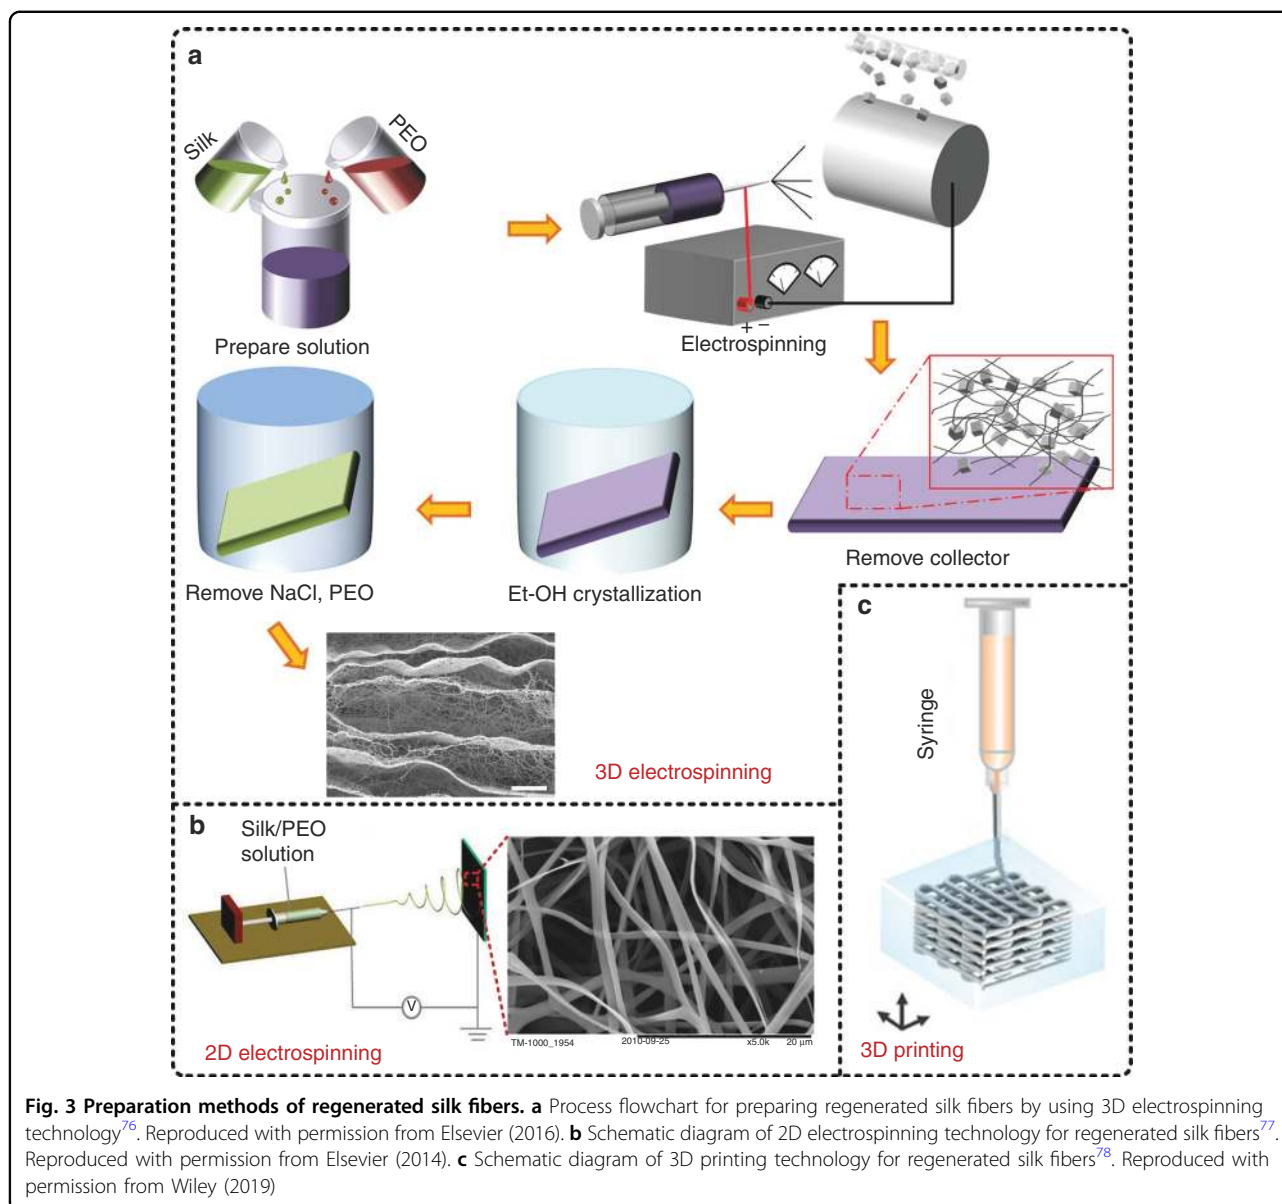 a
Silk
PEO
Prepare solution
+ −
Electrospinning
Remove collector
Et-OH crystallization
Remove NaCl, PEO
3D electrospinning
b
Silk/PEO
solution
V
2D electrospinning
TM-1000_1954 2010-09-25 x5.0k 20 μm
c
Syringe
3D printing
Fig. 3 Preparation methods of regenerated silk fibers. a Process flowchart for preparing regenerated silk fibers by using 3D electrospinning
technology76. Reproduced with permission from Elsevier (2016). b Schematic diagram of 2D electrospinning technology for regenerated silk fibers77.
Reproduced with permission from Elsevier (2014). c Schematic diagram of 3D printing technology for regenerated silk fibers78. Reproduced with
permission from Wiley (2019)